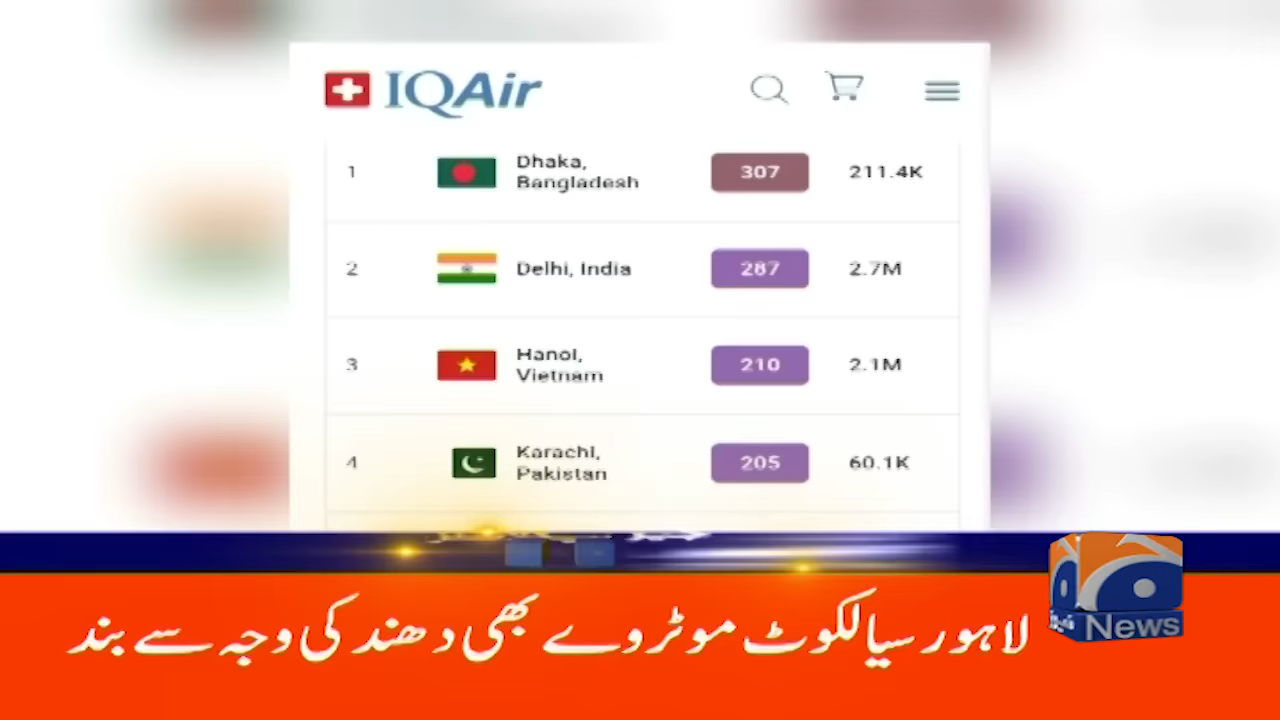 IQAir
1 Dhaka, Bangladesh 307 211.4K
2 Delhi, India 287 2.7M
3 Hanoi, Vietnam 210 2.1M
4 Karachi, Pakistan 205 60.1K
لاہور سیالکوٹ موٹروے بھی دھند کی وجہ سے بند
نیوز News